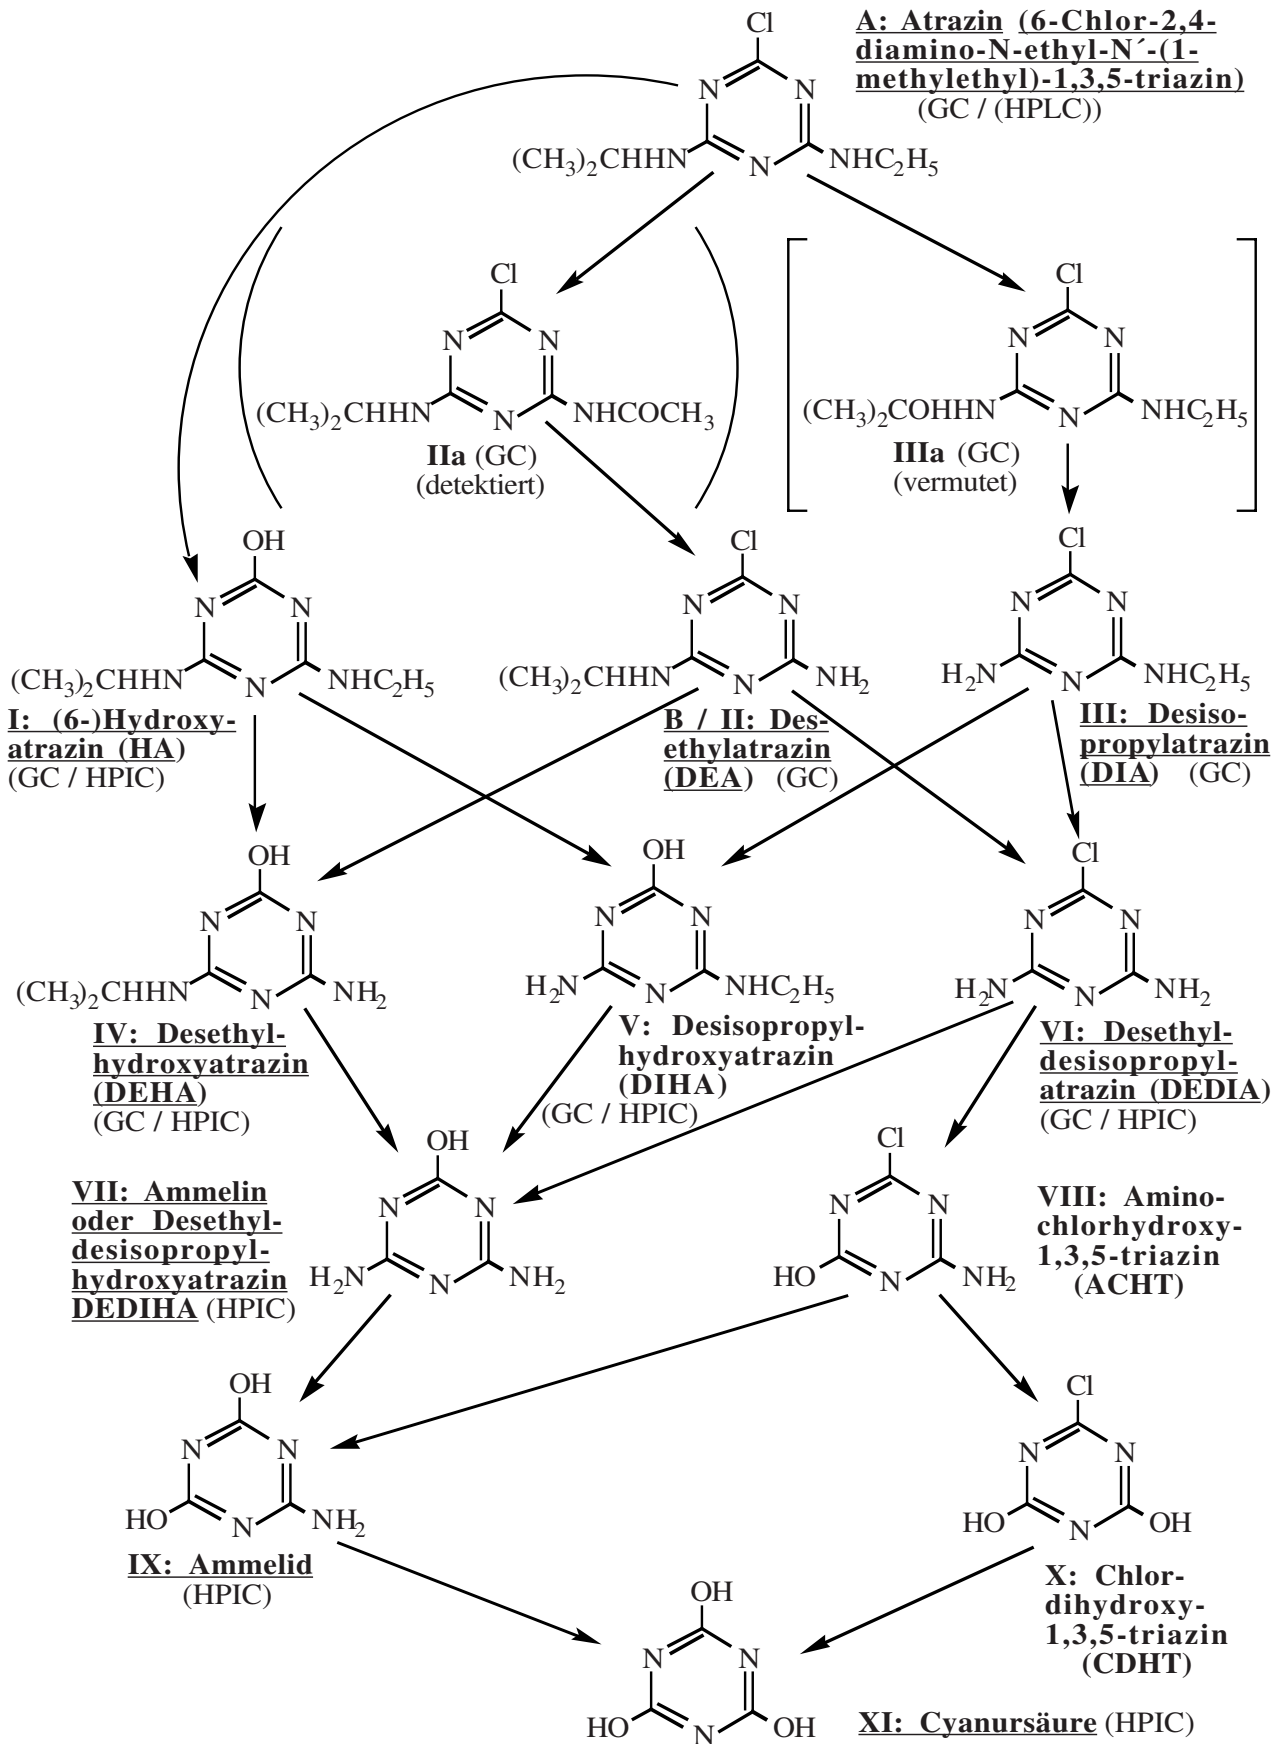 Cl
A: Atrazin (6-Chlor-2,4-
diamino-N-ethyl-N´-(1-
methylethyl)-1,3,5-triazin)
(GC / (HPLC))
N N
(CH3)2CHHN N NHC2H5
Cl
N N
(CH3)2CHHN N NHCOCH3
IIa (GC)
(detektiert)
Cl
N N
(CH3)2COHHN N NHC2H5
IIIa (GC)
(vermutet)
OH
N N
(CH3)2CHHN N NHC2H5
I: (6-)Hydroxy-
atrazin (HA)
(GC / HPIC)
Cl
N N
(CH3)2CHHN N NH2
B / II: Des-
ethylatrazin
(DEA) (GC)
Cl
N N
H2N N NHC2H5
III: Desiso-
propylatrazin
(DIA) (GC)
OH
N N
(CH3)2CHHN N NH2
IV: Desethyl-
hydroxyatrazin
(DEHA)
(GC / HPIC)
OH
N N
H2N N NHC2H5
V: Desisopropyl-
hydroxyatrazin
(DIHA)
(GC / HPIC)
Cl
N N
H2N N NH2
VI: Desethyl-
desisopropyl-
atrazin (DEDIA)
(GC / HPIC)
OH
N N
H2N N NH2
VII: Ammelin
oder Desethyl-
desisopropyl-
hydroxyatrazin
DEDIHA (HPIC)
Cl
N N
HO N NH2
VIII: Amino-
chlorhydroxy-
1,3,5-triazin
(ACHT)
OH
N N
HO N NH2
IX: Ammelid
(HPIC)
Cl
N N
HO N OH
X: Chlor-
dihydroxy-
1,3,5-triazin
(CDHT)
OH
N N
HO N OH
XI: Cyanursäure (HPIC)